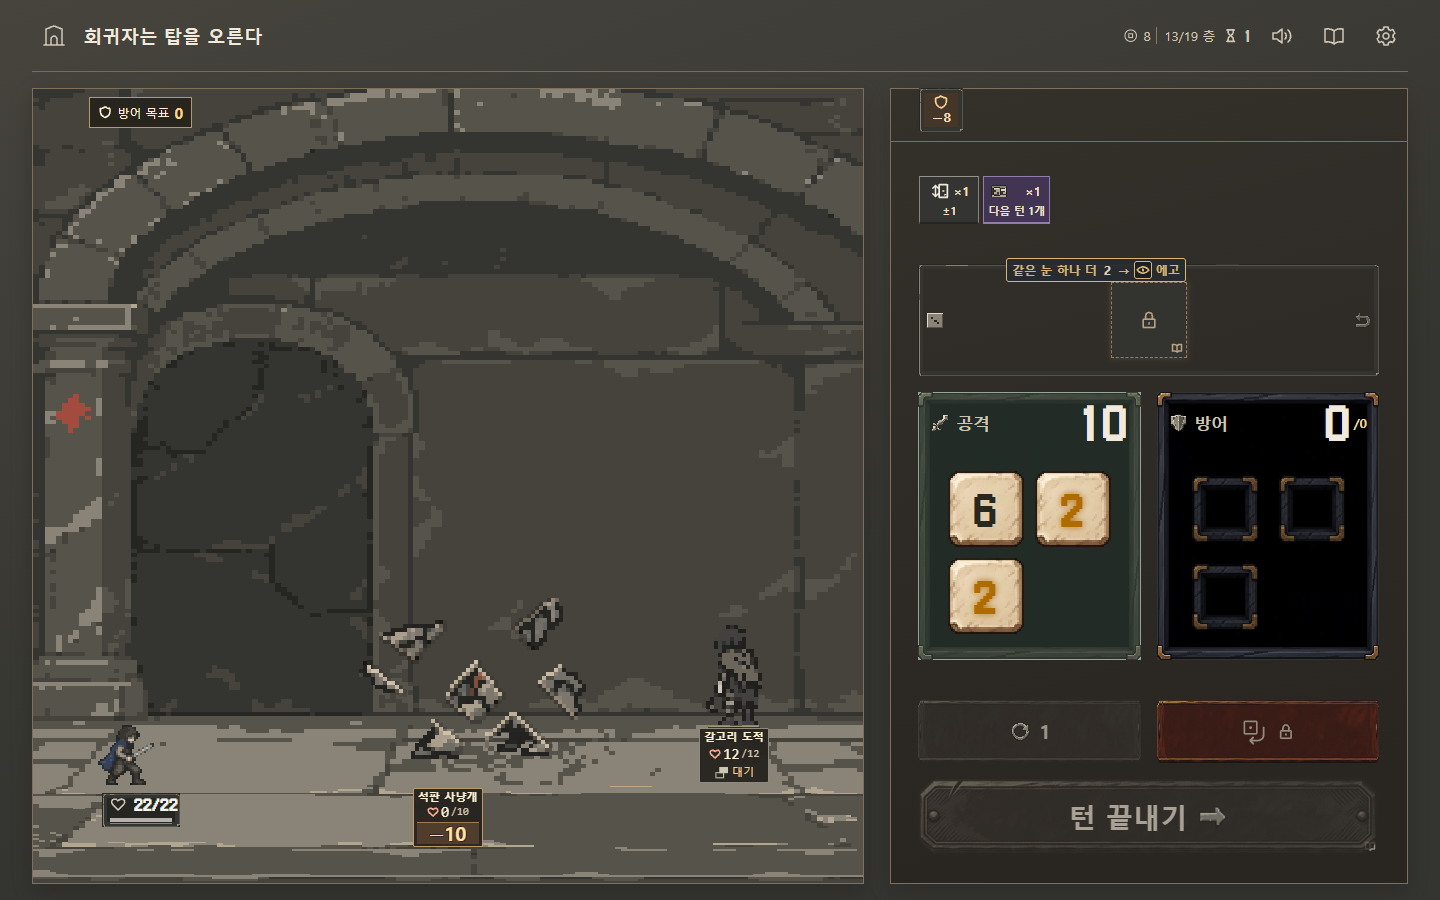 회귀자는 탑을 오른다
8 13/19 층 1
방어 목표 0
−8
×1
±1
×1
다음 턴 1개
같은 눈 하나 더 2 → 에고
공격 10
6 2
2
방어 0/0
1
턴 끝내기
갈고리 도적
12/12
대기
22/22
석판 사냥개
0/10
−10